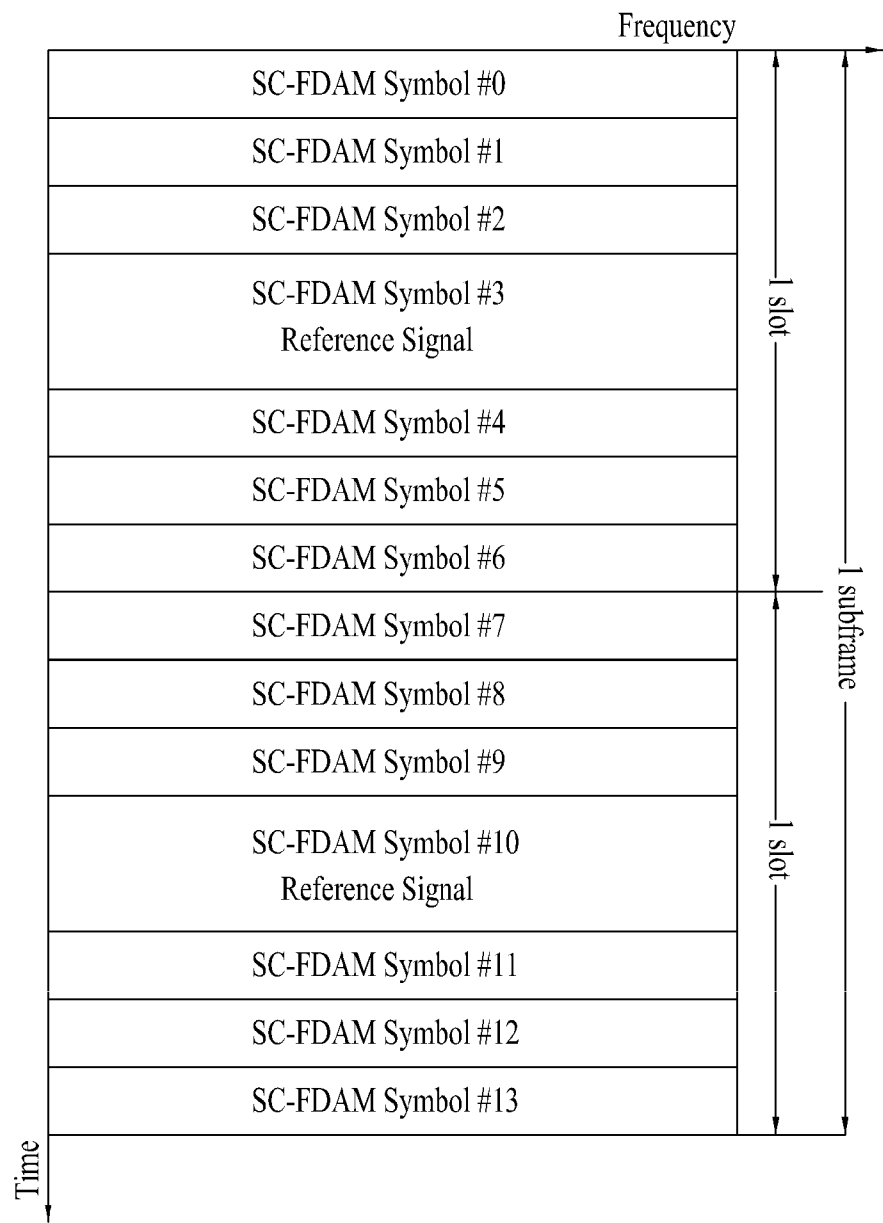 Frequency
SC-FDAM Symbol #0
SC-FDAM Symbol #1
SC-FDAM Symbol #2
SC-FDAM Symbol #3
Reference Signal
SC-FDAM Symbol #4
SC-FDAM Symbol #5
SC-FDAM Symbol #6
1 slot
SC-FDAM Symbol #7
SC-FDAM Symbol #8
SC-FDAM Symbol #9
SC-FDAM Symbol #10
Reference Signal
SC-FDAM Symbol #11
SC-FDAM Symbol #12
SC-FDAM Symbol #13
1 slot
1 subframe
Time